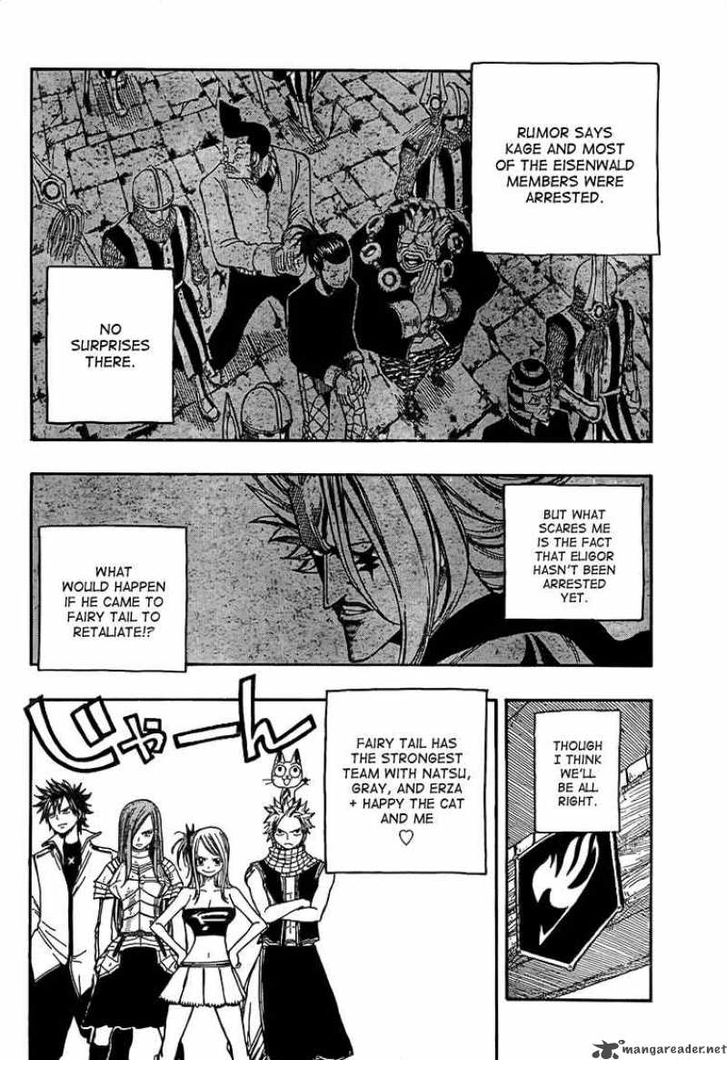 RUMOR SAYS
KAGE AND MOST
OF THE EISENWALD
MEMBERS WERE
ARRESTED.
NO
SURPRISES
THERE.
BUT WHAT
SCARES ME
IS THE FACT
THAT ELIGOR
HASN'T BEEN
ARRESTED
YET.
WHAT
WOULD HAPPEN
IF HE CAME TO
FAIRY TAIL TO
RETALIATE!?
THOUGH
I THINK
WE'LL
BE ALL
RIGHT.
FAIRY TAIL HAS
THE STRONGEST
TEAM WITH NATSU,
GRAY, AND ERZA
+ HAPPY THE CAT
AND ME
♡
じゃーん
mangareader.net